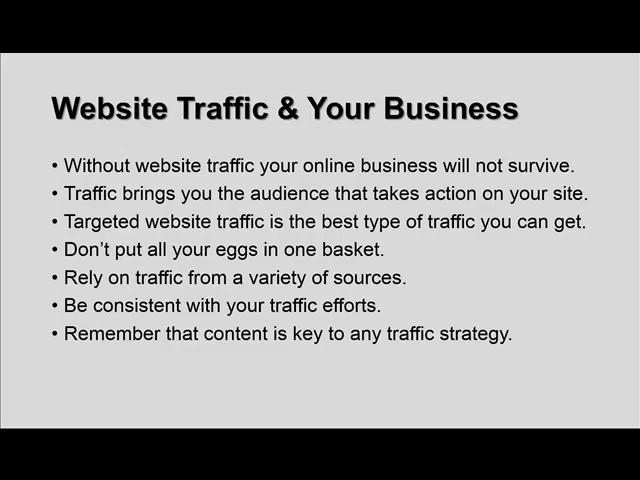 Website Traffic & Your Business
• Without website traffic your online business will not survive.
• Traffic brings you the audience that takes action on your site.
• Targeted website traffic is the best type of traffic you can get.
• Don’t put all your eggs in one basket.
• Rely on traffic from a variety of sources.
• Be consistent with your traffic efforts.
• Remember that content is key to any traffic strategy.